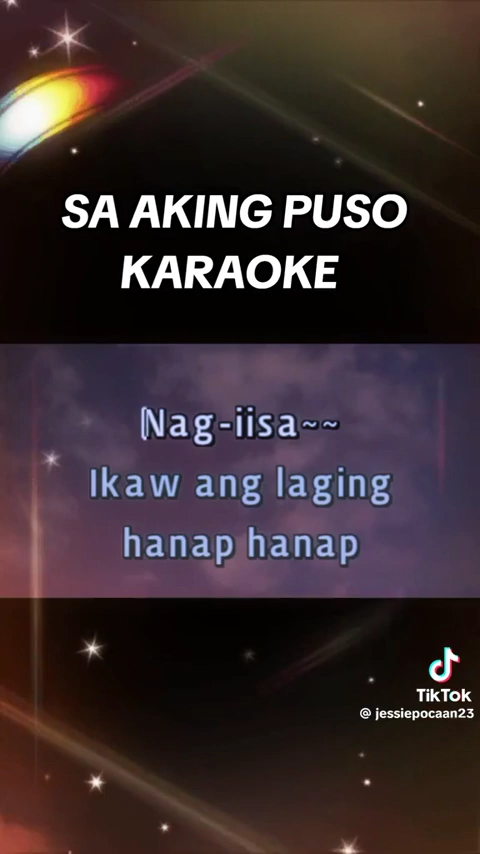 SA AKING PUSO
KARAOKE
Nag-iisa~~
Ikaw ang laging
hanap hanap
TikTok
@ jessiepocaan23